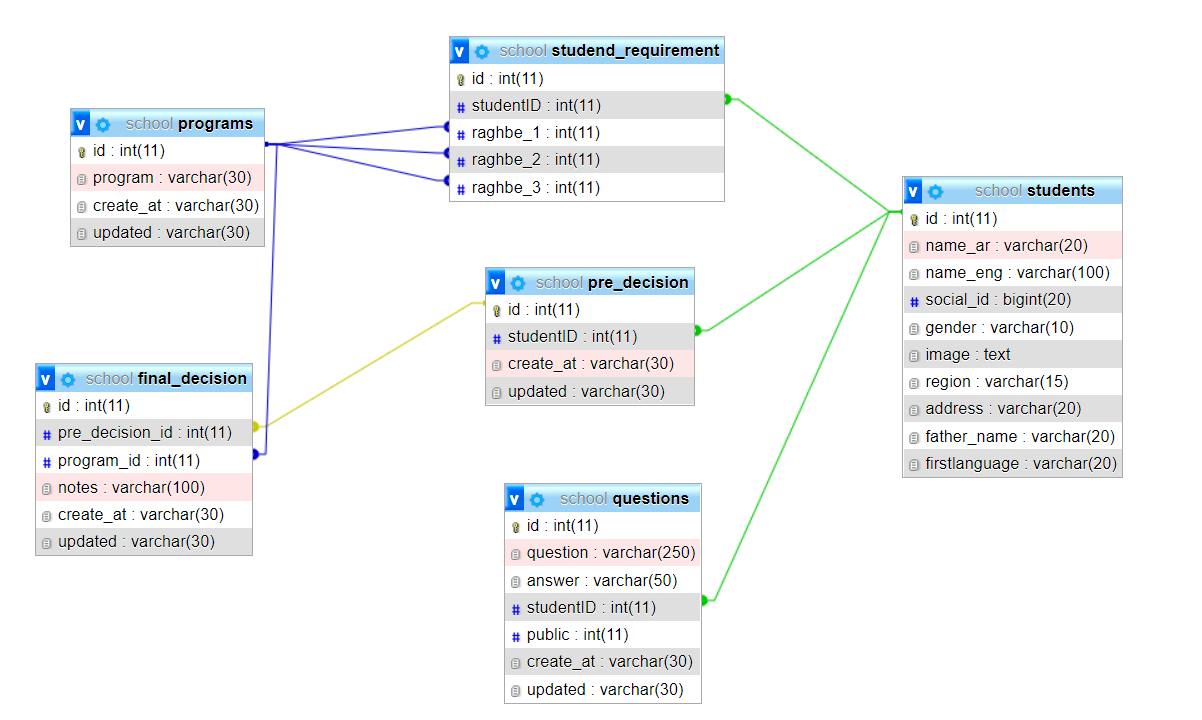 v school studend_requirement
id : int(11)
# studentID : int(11)
# raghbe_1 : int(11)
# raghbe_2 : int(11)
# raghbe_3 : int(11)
v school programs
id : int(11)
program : varchar(30)
create_at : varchar(30)
updated : varchar(30)
v school students
id : int(11)
name_ar : varchar(20)
name_eng : varchar(100)
# social_id : bigint(20)
gender : varchar(10)
image : text
region : varchar(15)
address : varchar(20)
father_name : varchar(20)
firstlanguage : varchar(20)
v school pre_decision
id : int(11)
# studentID : int(11)
create_at : varchar(30)
updated : varchar(30)
v school final_decision
id : int(11)
# pre_decision_id : int(11)
# program_id : int(11)
notes : varchar(100)
create_at : varchar(30)
updated : varchar(30)
v school questions
id : int(11)
question : varchar(250)
answer : varchar(50)
# studentID : int(11)
# public : int(11)
create_at : varchar(30)
updated : varchar(30)